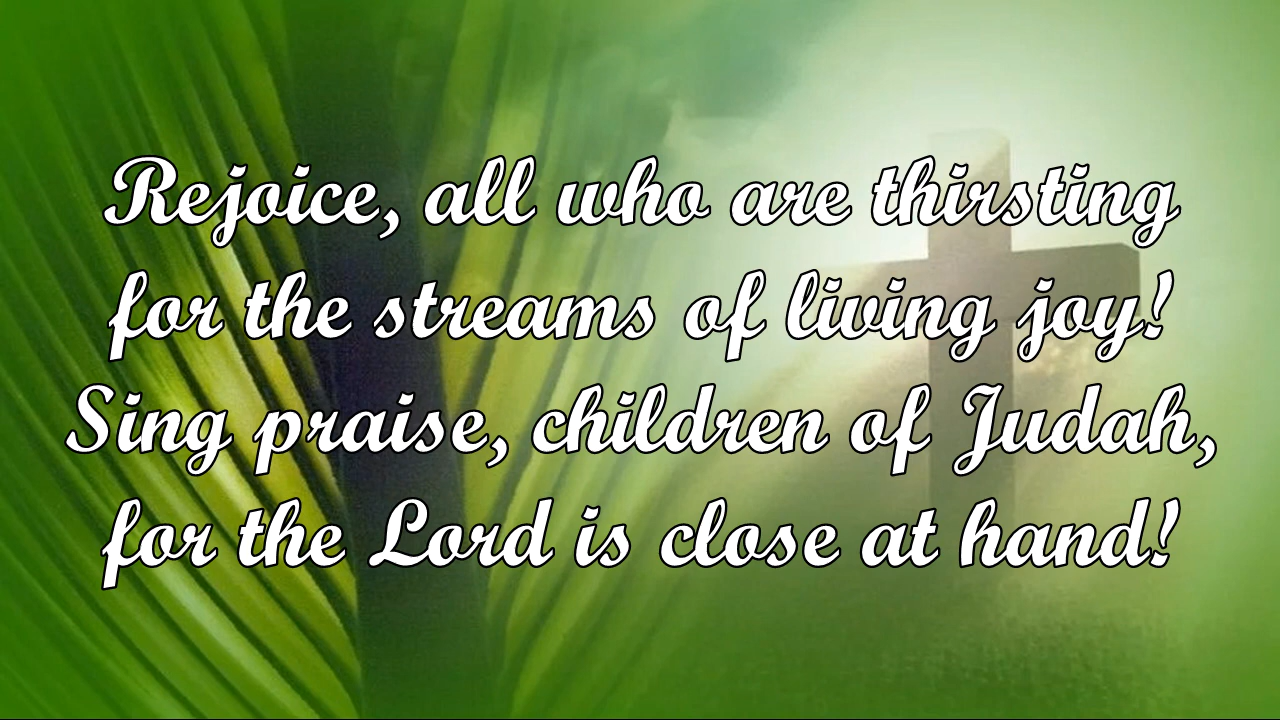 Rejoice, all who are thirsting
for the streams of living joy!
Sing praise, children of Judah,
for the Lord is close at hand!